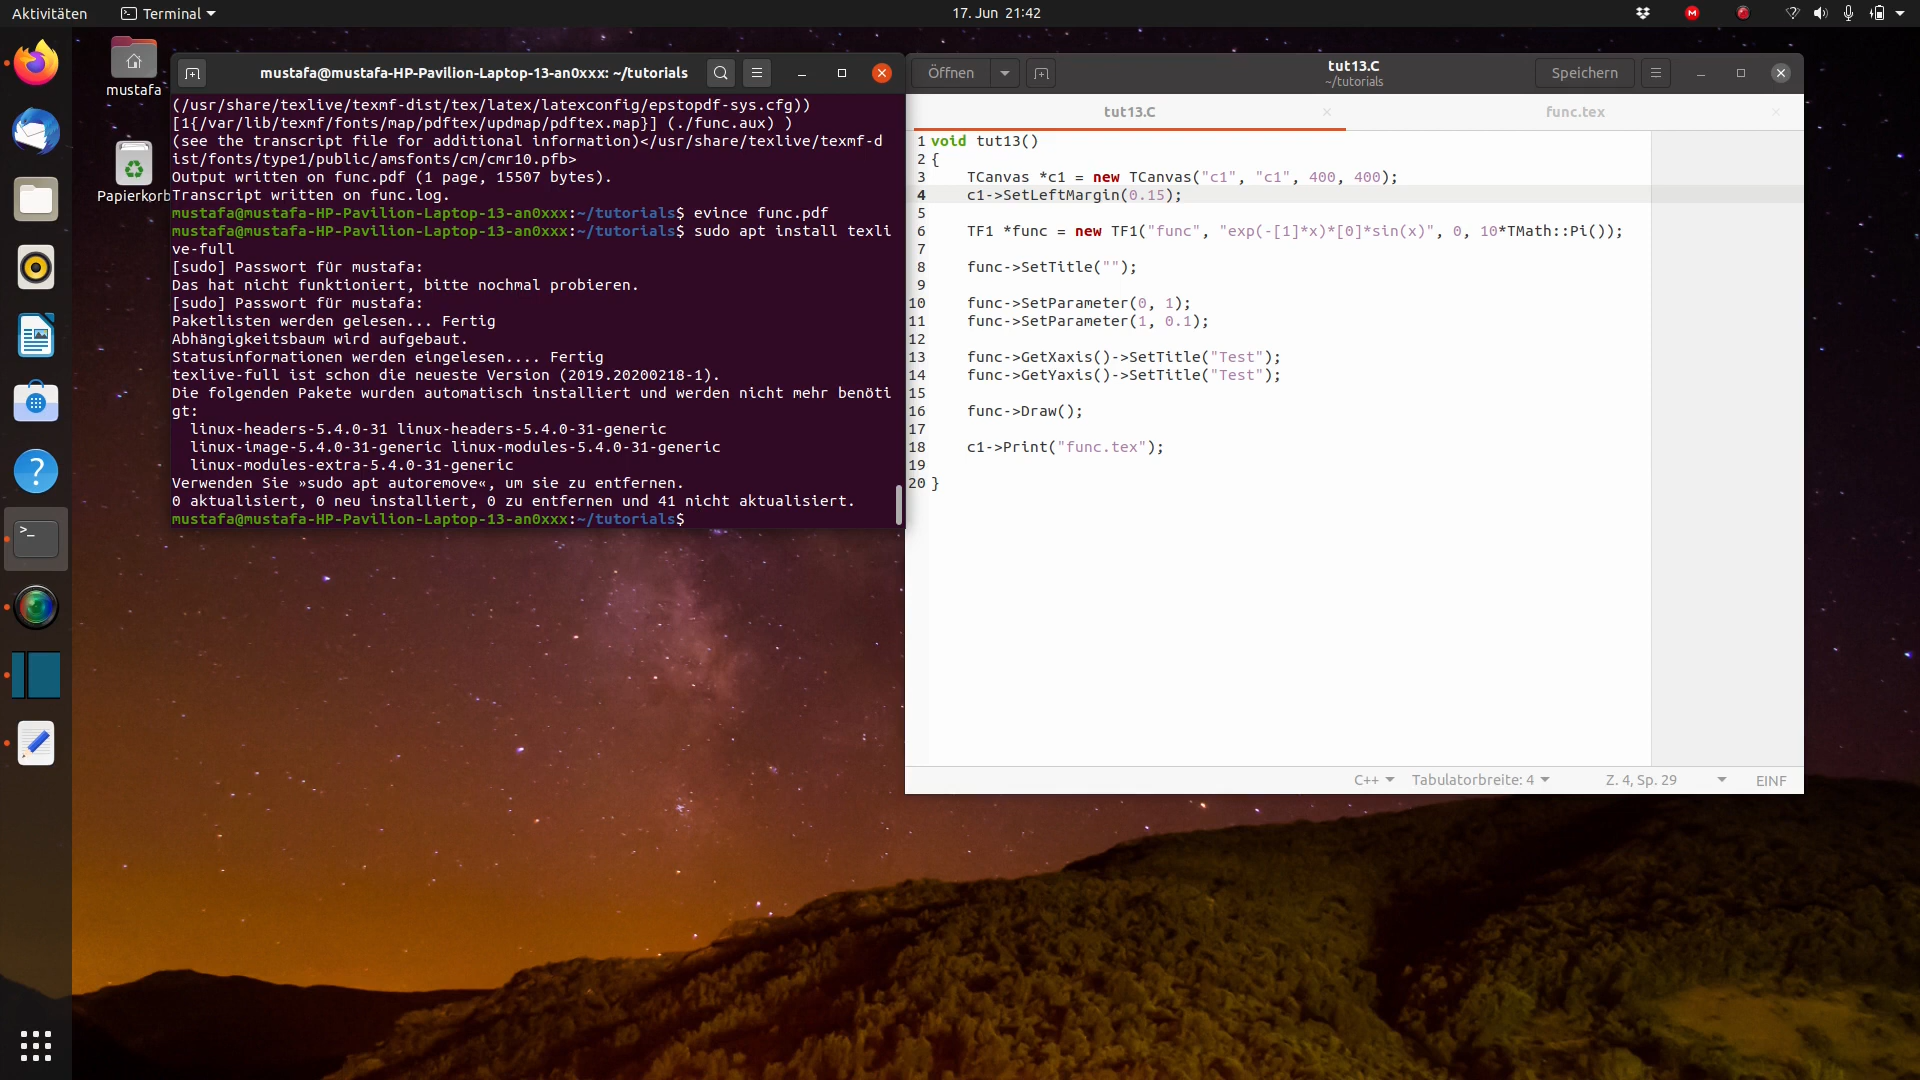 Aktivitäten
Terminal
17. Jun 21:42
mustafa
Papierkorb
mustafa@mustafa-HP-Pavilion-Laptop-13-an0xxx: ~/tutorials
(/usr/share/texlive/texmf-dist/tex/latex/latexconfig/epstopdf-sys.cfg))
[1{/var/lib/texmf/fonts/map/pdftex/updmap/pdftex.map}] (./func.aux) )
(see the transcript file for additional information)</usr/share/texlive/texmf-d
ist/fonts/type1/public/amsfonts/cm/cmr10.pfb>
Output written on func.pdf (1 page, 15507 bytes).
Transcript written on func.log.
mustafa@mustafa-HP-Pavilion-Laptop-13-an0xxx:~/tutorials$ evince func.pdf
mustafa@mustafa-HP-Pavilion-Laptop-13-an0xxx:~/tutorials$ sudo apt install texli
ve-full
[sudo] Passwort für mustafa:
Das hat nicht funktioniert, bitte nochmal probieren.
[sudo] Passwort für mustafa:
Paketlisten werden gelesen... Fertig
Abhängigkeitsbaum wird aufgebaut.
Statusinformationen werden eingelesen.... Fertig
texlive-full ist schon die neueste Version (2019.20200218-1).
Die folgenden Pakete wurden automatisch installiert und werden nicht mehr benöti
gt:
linux-headers-5.4.0-31 linux-headers-5.4.0-31-generic
linux-image-5.4.0-31-generic linux-modules-5.4.0-31-generic
linux-modules-extra-5.4.0-31-generic
Verwenden Sie »sudo apt autoremove«, um sie zu entfernen.
0 aktualisiert, 0 neu installiert, 0 zu entfernen und 41 nicht aktualisiert.
mustafa@mustafa-HP-Pavilion-Laptop-13-an0xxx:~/tutorials$
Öffnen
tut13.C
~/tutorials
Speichern
tut13.C
func.tex
1 void tut13()
2 {
3 TCanvas *c1 = new TCanvas("c1", "c1", 400, 400);
4 c1->SetLeftMargin(0.15);
5
6 TF1 *func = new TF1("func", "exp(-[1]*x)*[0]*sin(x)", 0, 10*TMath::Pi());
7
8 func->SetTitle("");
9
10 func->SetParameter(0, 1);
11 func->SetParameter(1, 0.1);
12
13 func->GetXaxis()->SetTitle("Test");
14 func->GetYaxis()->SetTitle("Test");
15
16 func->Draw();
17
18 c1->Print("func.tex");
19
20 }
C++
Tabulatorbreite: 4
Z. 4, Sp. 29
EINF